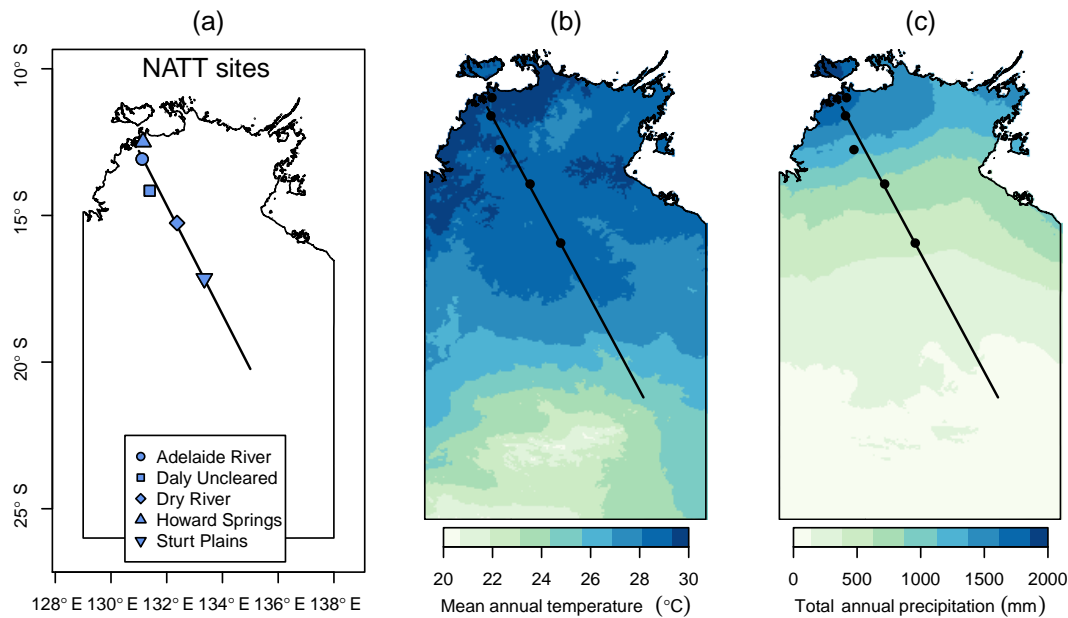 (a)
NATT sites
10° S
15° S
20° S
25° S
Adelaide River
Daly Uncleared
Dry River
Howard Springs
Sturt Plains
128° E 130° E 132° E 134° E 136° E 138° E
(b)
20 22 24 26 28 30
Mean annual temperature (°C)
(c)
0 500 1000 1500 2000
Total annual precipitation (mm)